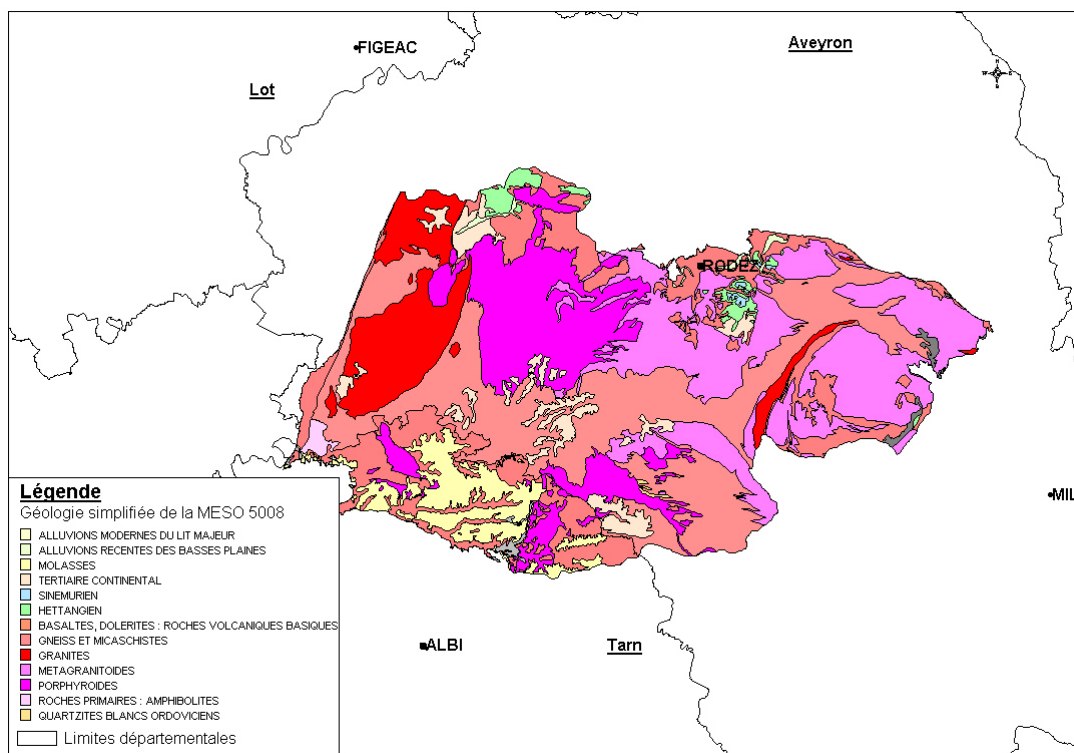 FIGEAC
Aveyron
Lot
N
RODEZ
MIL
Légende
Géologie simplifiée de la MESO 5008
ALLUVIONS MODERNES DU LIT MAJEUR
ALLUVIONS RECENTES DES BASSES PLAINES
MOLASSES
TERTIAIRE CONTINENTAL
SINEMURIEN
HETTANGIEN
BASALTES, DOLERITES : ROCHES VOLCANIQUES BASIQUES
GNEISS ET MICASCHISTES
GRANITES
METAGRANITOIDES
PORPHYROIDES
ROCHES PRIMAIRES : AMPHIBOLITES
QUARTZITES BLANCS ORDOVICIENS
Limites départementales
ALBI
Tarn